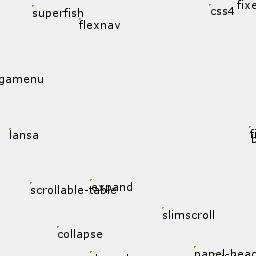 superfish
css4
flexnav
gamenu
lansa
scrollable-table
expand
slimscroll
collapse